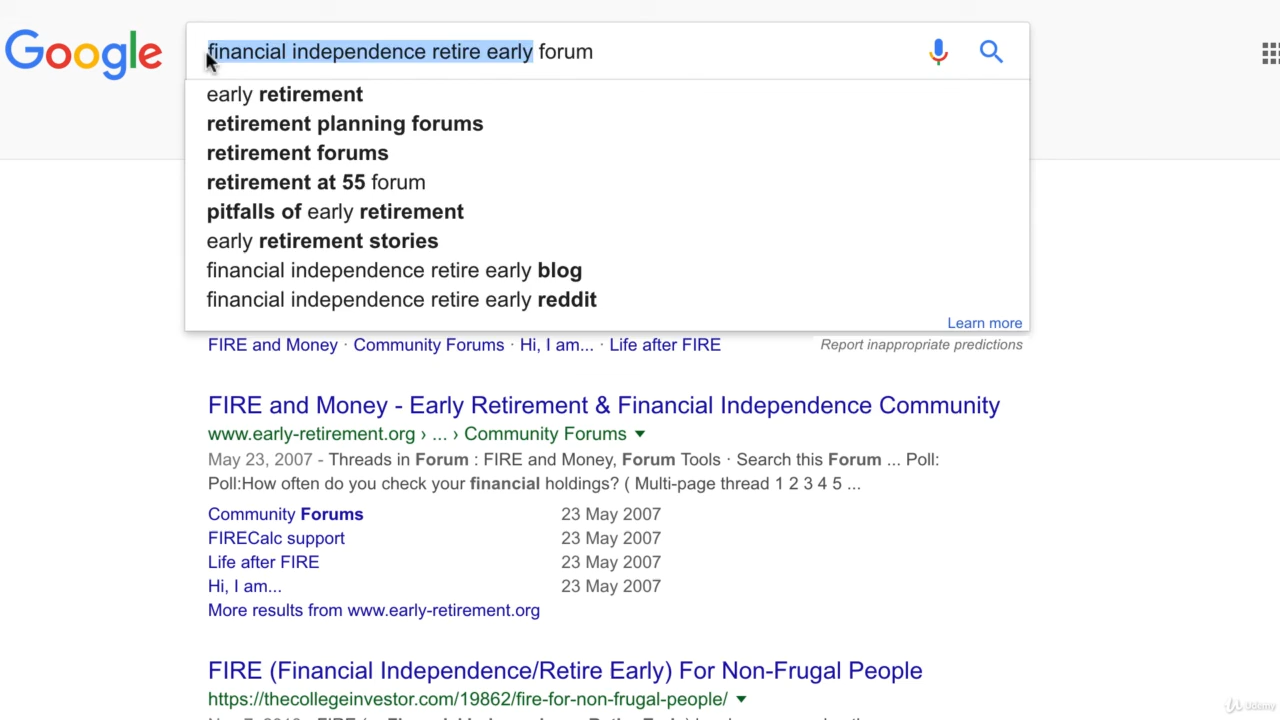 Google
financial independence retire early forum
early retirement
retirement planning forums
retirement forums
retirement at 55 forum
pitfalls of early retirement
early retirement stories
financial independence retire early blog
financial independence retire early reddit
Learn more
FIRE and Money · Community Forums · Hi, I am... · Life after FIRE
Report inappropriate predictions
FIRE and Money - Early Retirement & Financial Independence Community
www.early-retirement.org › ... › Community Forums
May 23, 2007 - Threads in Forum : FIRE and Money, Forum Tools · Search this Forum ... Poll:
Poll:How often do you check your financial holdings? ( Multi-page thread 1 2 3 4 5 ...
Community Forums 23 May 2007
FIRECalc support 23 May 2007
Life after FIRE 23 May 2007
Hi, I am... 23 May 2007
More results from www.early-retirement.org
FIRE (Financial Independence/Retire Early) For Non-Frugal People
https://thecollegeinvestor.com/19862/fire-for-non-frugal-people/
Udemy